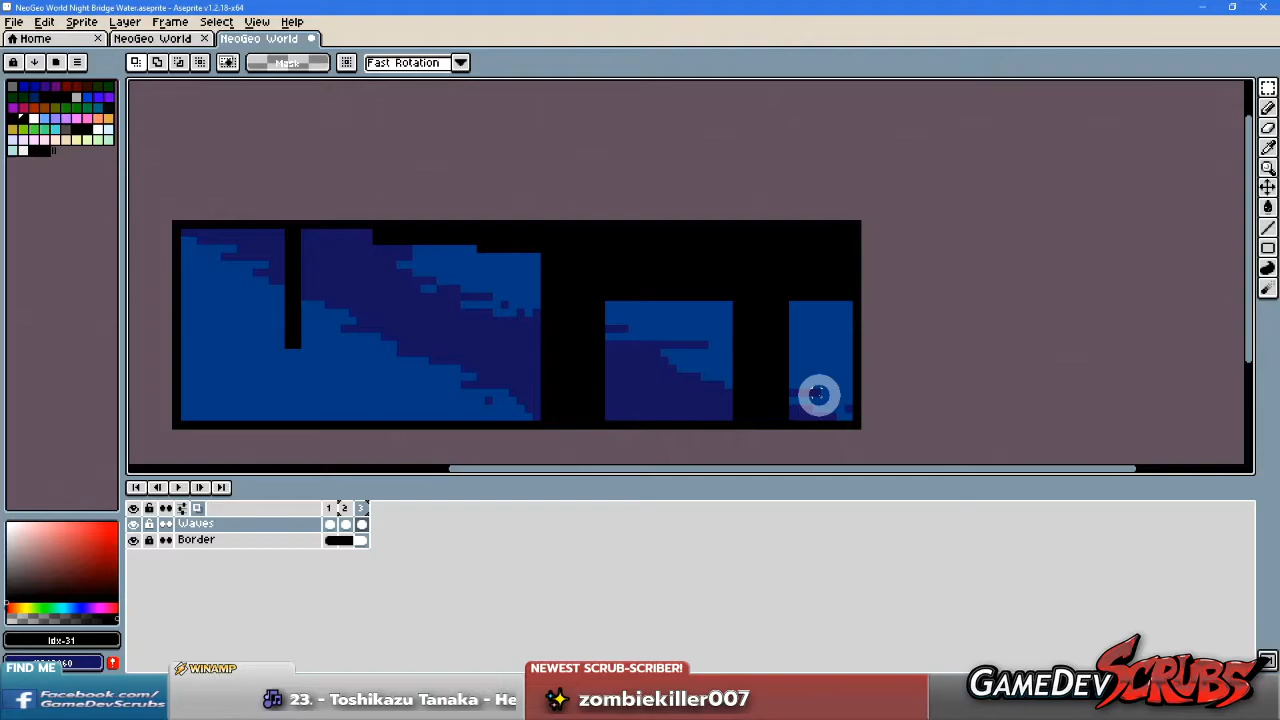 NeoGeo World Night Bridge Water.aseprite - Aseprite v1.2.18-x64
File Edit Sprite Layer Frame Select View Help
Home NeoGeo World NeoGeo World
Mask Fast Rotation
1 2 3
Waves
Border
Idx-31
FIND ME WINAMP NEWEST SCRUB-SCRIBER!
Facebook.com/
GameDevScrubs
23. - Toshikazu Tanaka - He
zombiekiller007
GAMEDEV SCRUBS